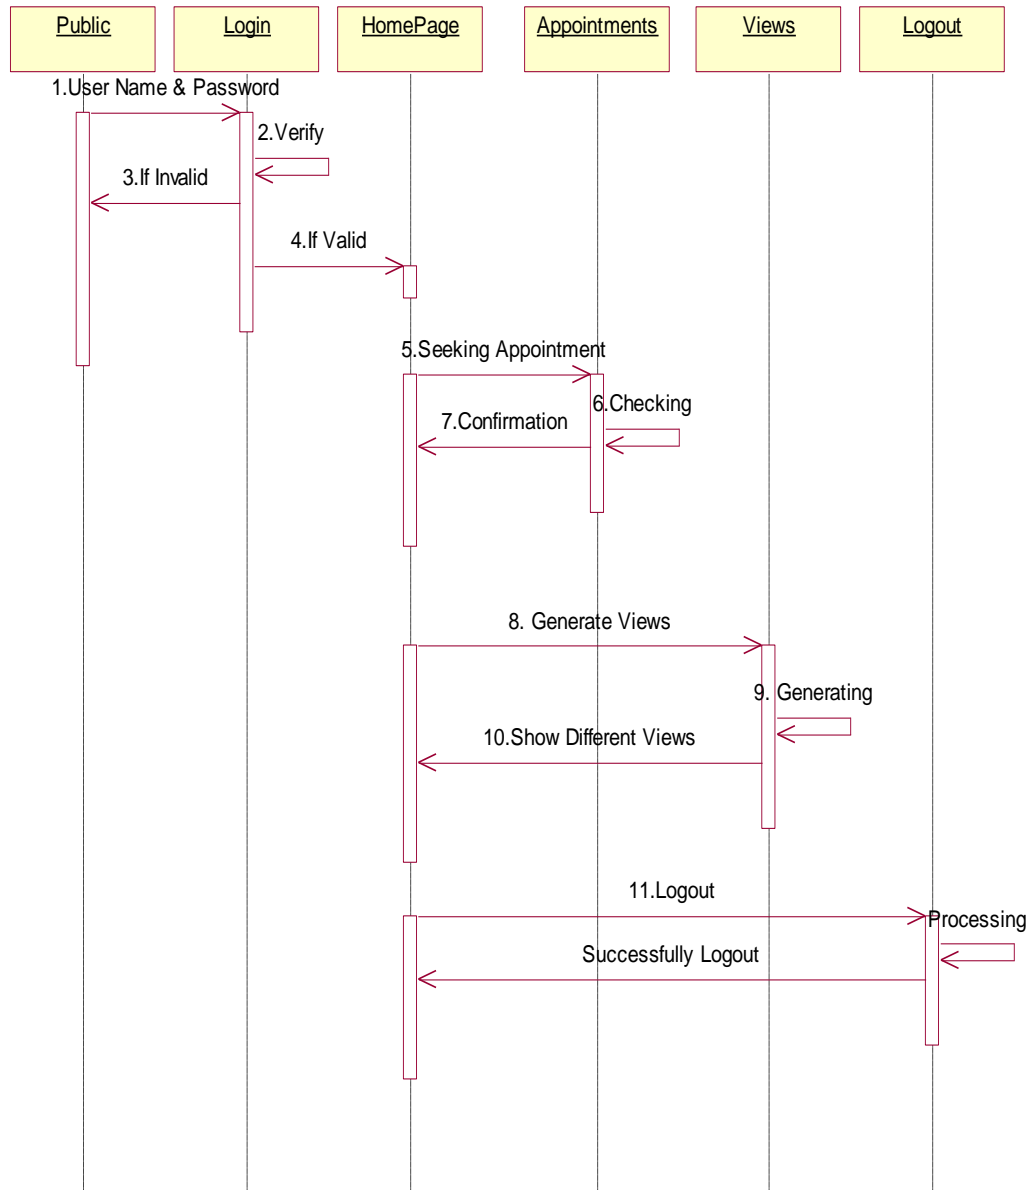 Public
Login
HomePage
Appointments
Views
Logout
1.User Name & Password
2.Verify
3.If Invalid
4.If Valid
5.Seeking Appointment
6.Checking
7.Confirmation
8. Generate Views
9. Generating
10.Show Different Views
11.Logout
Processing
Successfully Logout